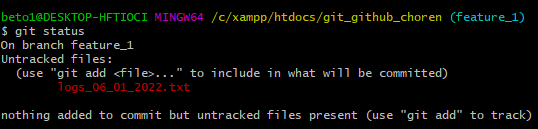 beto1@DESKTOP-HFTIOCI MINGW64 /c/xampp/htdocs/git_github_choren (feature_1)
$ git status
On branch feature_1
Untracked files:
  (use "git add <file>..." to include in what will be committed)
        logs_06_01_2022.txt

nothing added to commit but untracked files present (use "git add" to track)